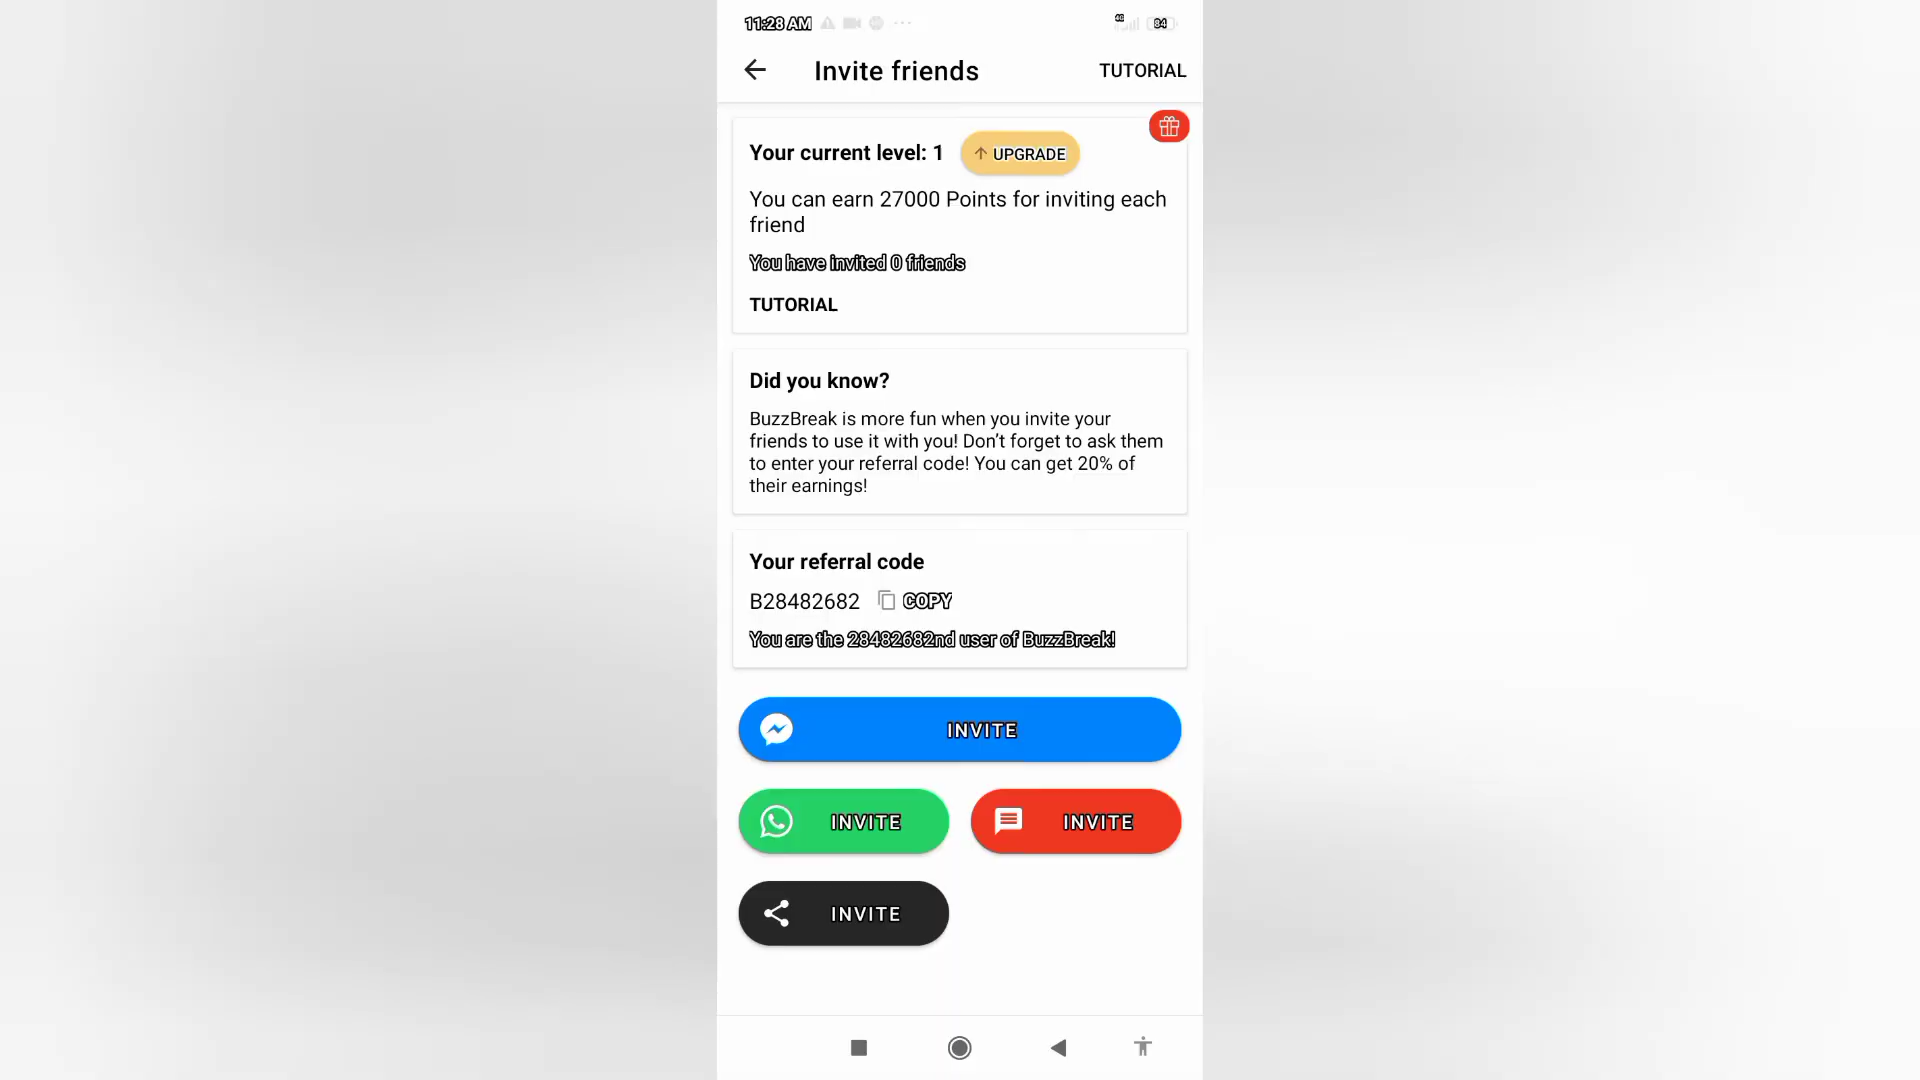 11:28 AM
4G
84
Invite friends
TUTORIAL
Your current level: 1
UPGRADE
You can earn 27000 Points for inviting each
friend
You have invited 0 friends
TUTORIAL
Did you know?
BuzzBreak is more fun when you invite your
friends to use it with you! Don’t forget to ask them
to enter your referral code! You can get 20% of
their earnings!
Your referral code
B28482682
COPY
You are the 28482682nd user of BuzzBreak!
INVITE
INVITE
INVITE
INVITE